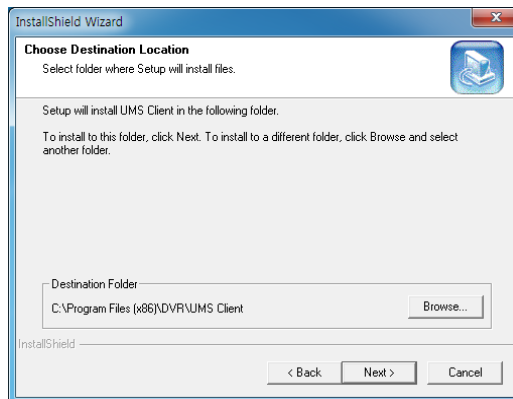 InstallShield Wizard
Choose Destination Location
Select folder where Setup will install files.
Setup will install UMS Client in the following folder.
To install to this folder, click Next. To install to a different folder, click Browse and select
another folder.
Destination Folder
C:\Program Files (x86)\DVR\UMS Client
Browse...
InstallShield
< Back
Next >
Cancel